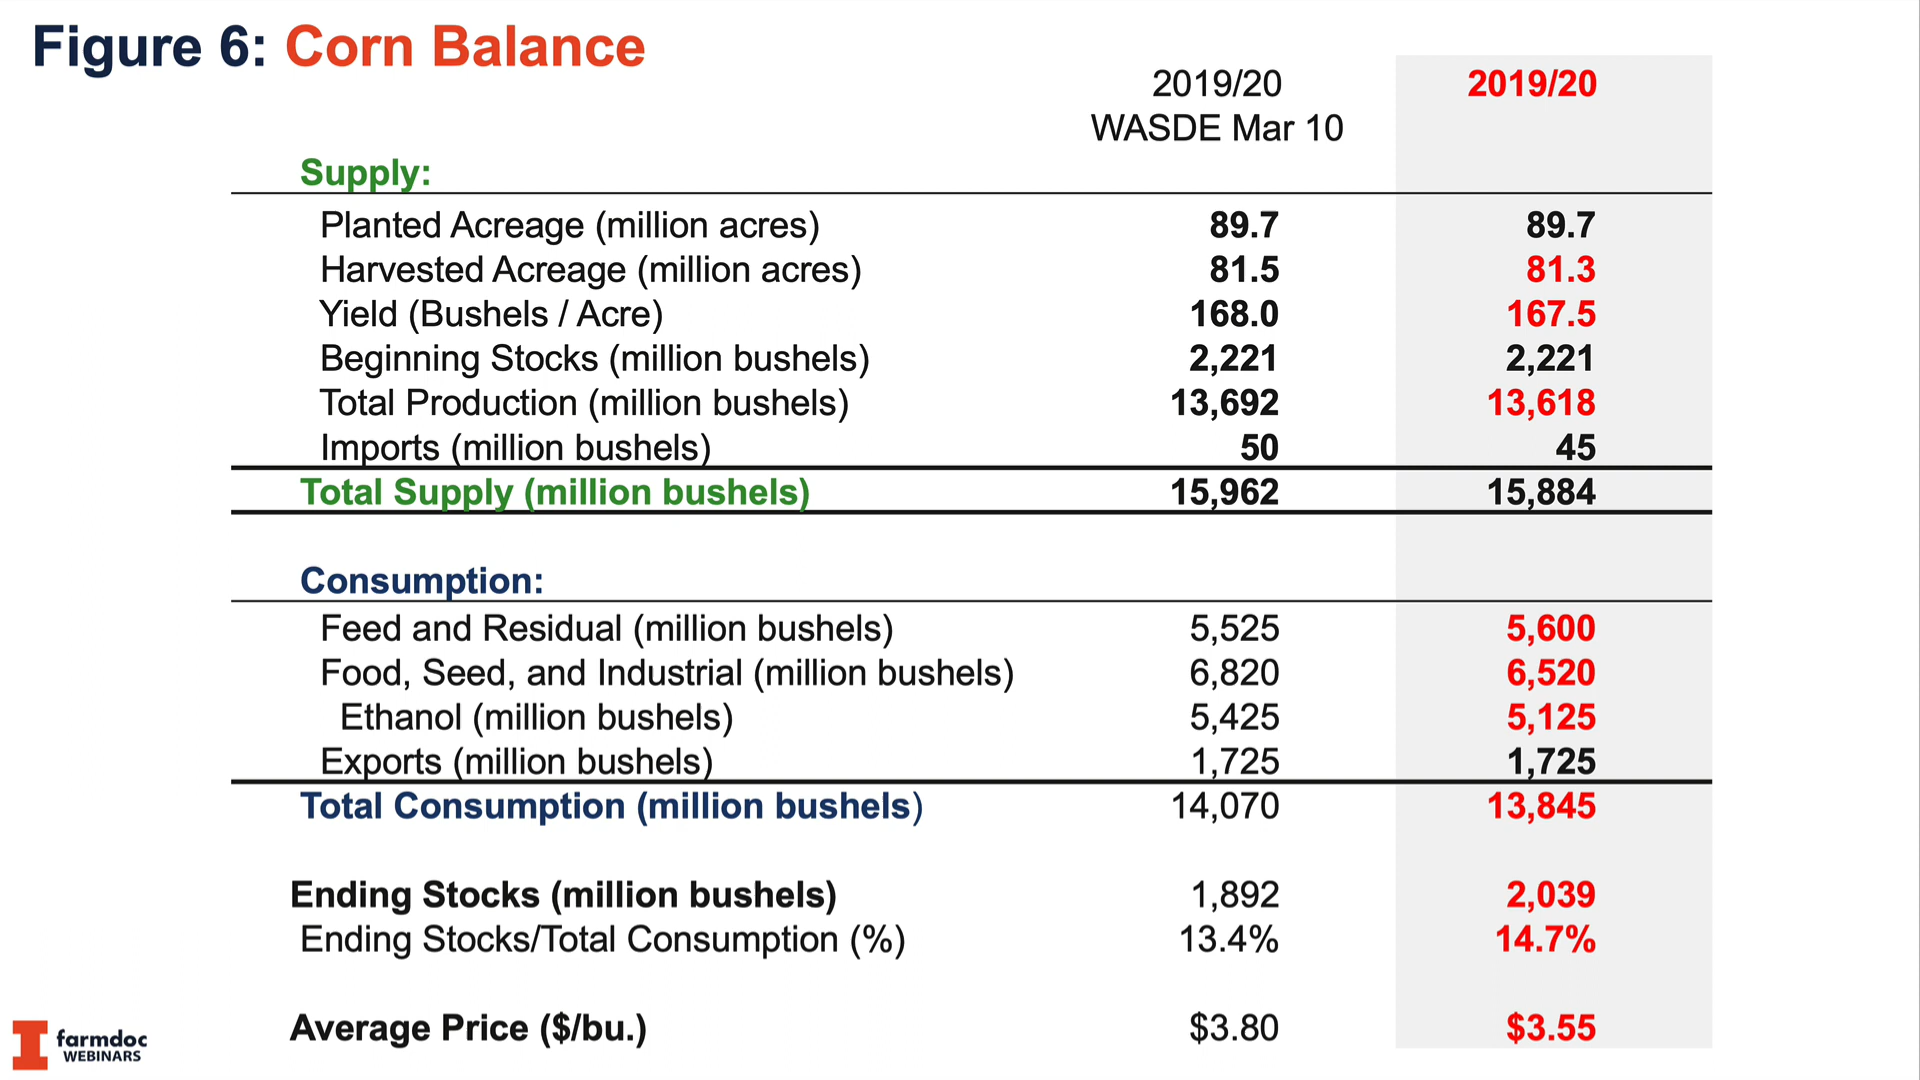 Figure 6: Corn Balance
2019/20 2019/20
WASDE Mar 10
Supply:
Planted Acreage (million acres) 89.7 89.7
Harvested Acreage (million acres) 81.5 81.3
Yield (Bushels / Acre) 168.0 167.5
Beginning Stocks (million bushels) 2,221 2,221
Total Production (million bushels) 13,692 13,618
Imports (million bushels) 50 45
Total Supply (million bushels) 15,962 15,884
Consumption:
Feed and Residual (million bushels) 5,525 5,600
Food, Seed, and Industrial (million bushels) 6,820 6,520
Ethanol (million bushels) 5,425 5,125
Exports (million bushels) 1,725 1,725
Total Consumption (million bushels) 14,070 13,845
Ending Stocks (million bushels) 1,892 2,039
Ending Stocks/Total Consumption (%) 13.4% 14.7%
Average Price ($/bu.) $3.80 $3.55
farmdoc
WEBINARS